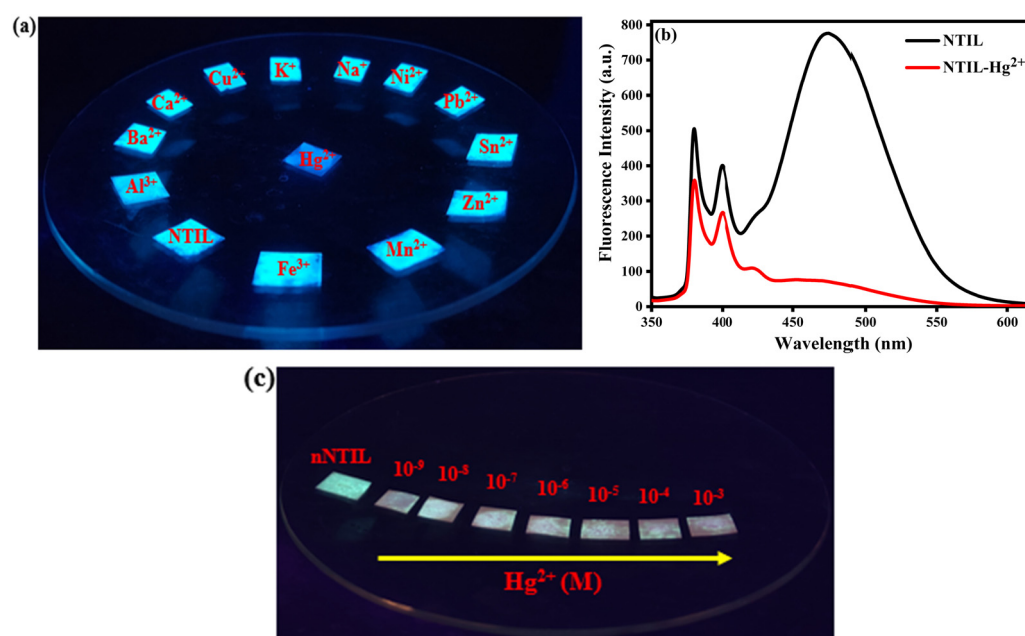 (a)
K⁺
Na⁺
Cu²⁺
Ni²⁺
Ca²⁺
Pb²⁺
Ba²⁺
Hg²⁺
Sn²⁺
Al³⁺
Zn²⁺
NTIL
Mn²⁺
Fe³⁺
(b)
NTIL
NTIL-Hg²⁺
Fluorescence Intensity (a.u.)
800
700
600
500
400
300
200
100
0
350 400 450 500 550 600
Wavelength (nm)
(c)
nNTIL
10⁻⁹ 10⁻⁸ 10⁻⁷ 10⁻⁶ 10⁻⁵ 10⁻⁴ 10⁻³
Hg²⁺ (M)